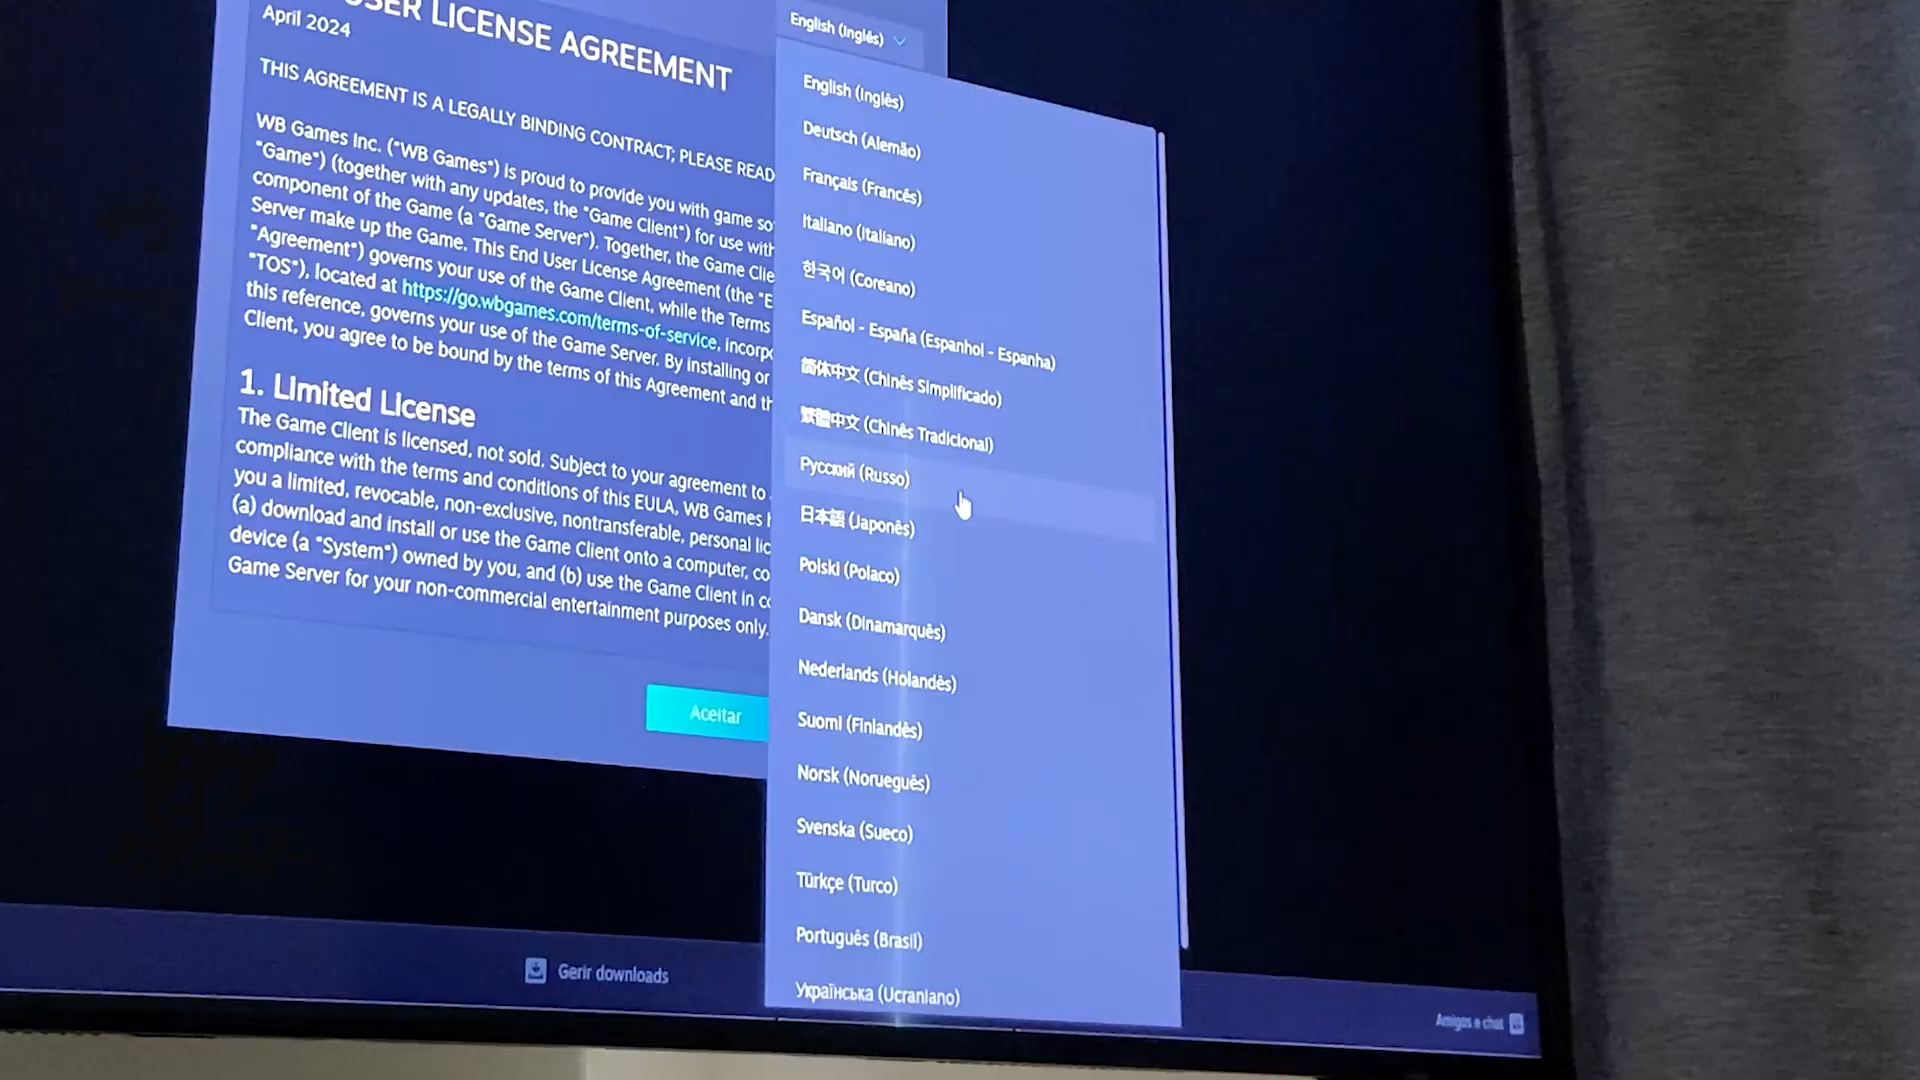 USER LICENSE AGREEMENT
April 2024
THIS AGREEMENT IS A LEGALLY BINDING CONTRACT; PLEASE READ
WB Games Inc. ("WB Games") is proud to provide you with game
"Game") (together with any updates, the "Game Client") for use with
component of the Game (a "Game Server"). Together, the Game
Server make up the Game. This End User License Agreement (the
"Agreement") governs your use of the Game Client, while the Terms
"TOS"), located at https://go.wbgames.com/terms-of-service,
this reference, governs your use of the Game Server. By installing or
Client, you agree to be bound by the terms of this Agreement and
1. Limited License
The Game Client is licensed, not sold. Subject to your agreement to
compliance with the terms and conditions of this EULA, WB Games
you a limited, revocable, non-exclusive, nontransferable, personal
(a) download and install or use the Game Client onto a computer,
device (a "System") owned by you, and (b) use the Game Client in
Game Server for your non-commercial entertainment purposes only.
Aceitar
English (Inglês)
English (Inglês)
Deutsch (Alemão)
Français (Francês)
Italiano (Italiano)
한국어 (Coreano)
Español - España (Espanhol - Espanha)
简体中文 (Chinês Simplificado)
繁體中文 (Chinês Tradicional)
Русский (Russo)
日本語 (Japonês)
Polski (Polaco)
Dansk (Dinamarquês)
Nederlands (Holandês)
Suomi (Finlandês)
Norsk (Norueguês)
Svenska (Sueco)
Türkçe (Turco)
Português (Brasil)
Українська (Ucraniano)
Gerir downloads
Amigos e chat